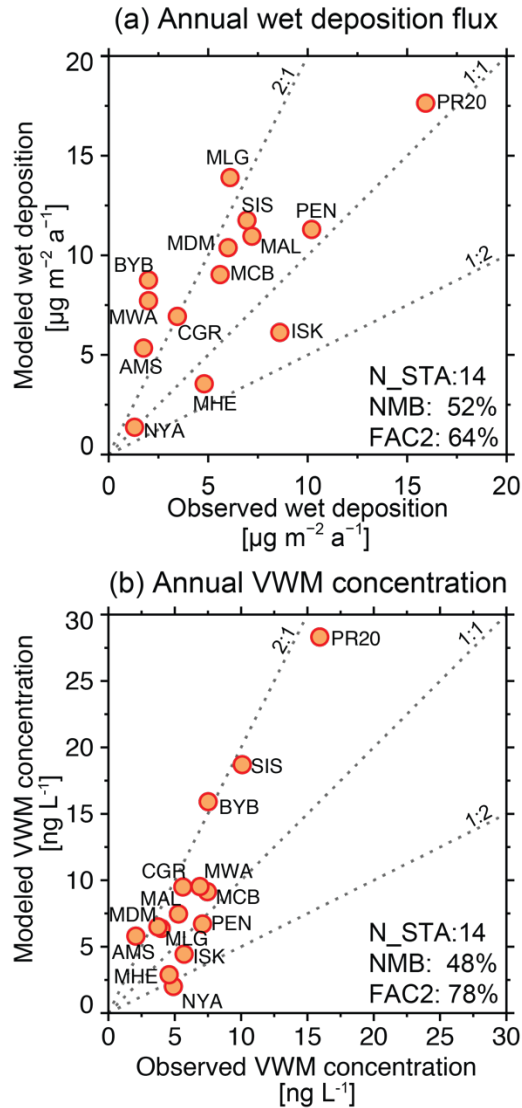 (a) Annual wet deposition flux
20
15
10
5
0
Modeled wet deposition
[µg m⁻² a⁻¹]
2:1
1:1
1:2
PR20
MLG
SIS
PEN
MDM
MAL
BYB
MCB
MWA
CGR
ISK
AMS
MHE
NYA
N_STA:14
NMB: 52%
FAC2: 64%
0 5 10 15 20
Observed wet deposition
[µg m⁻² a⁻¹]
(b) Annual VWM concentration
30
25
20
15
10
5
0
Modeled VWM concentration
[ng L⁻¹]
2:1
1:1
1:2
PR20
SIS
BYB
CGR
MWA
MAL
MCB
MDM
PEN
AMS
MLG
ISK
MHE
NYA
N_STA:14
NMB: 48%
FAC2: 78%
0 5 10 15 20 25 30
Observed VWM concentration
[ng L⁻¹]